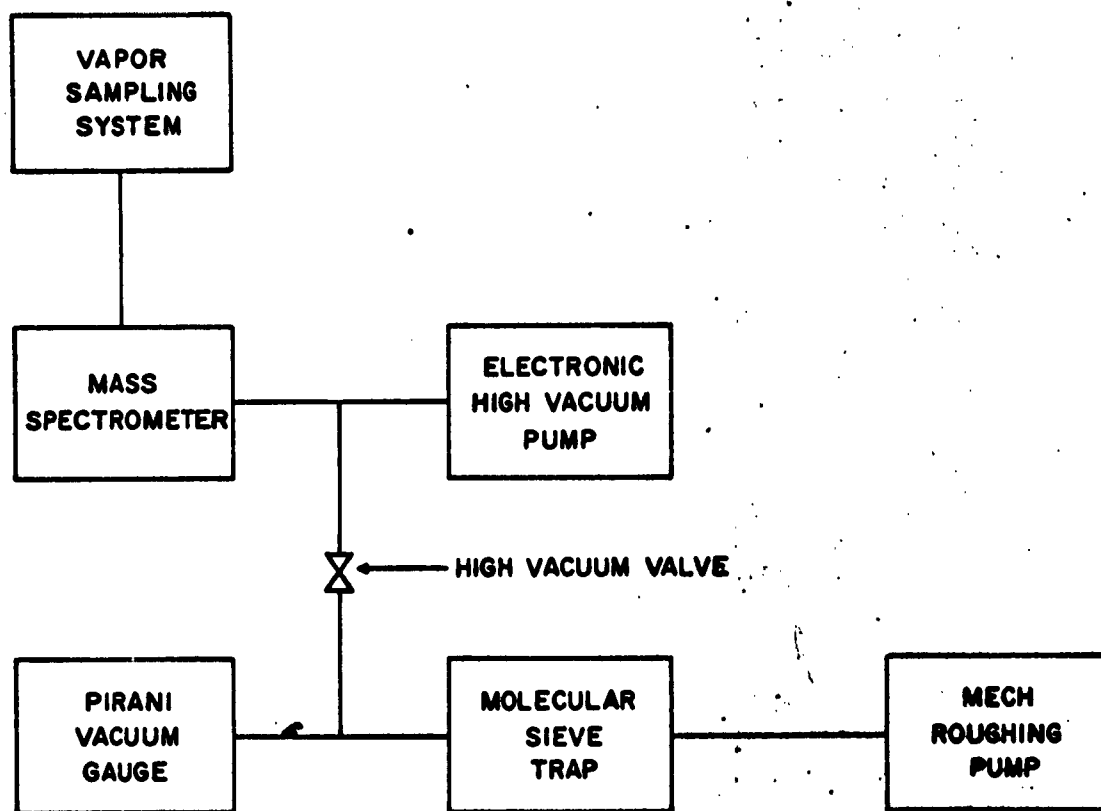 VAPOR
SAMPLING
SYSTEM
MASS
SPECTROMETER
ELECTRONIC
HIGH VACUUM
PUMP
HIGH VACUUM VALVE
PIRANI
VACUUM
GAUGE
MOLECULAR
SIEVE
TRAP
MECH
ROUGHING
PUMP